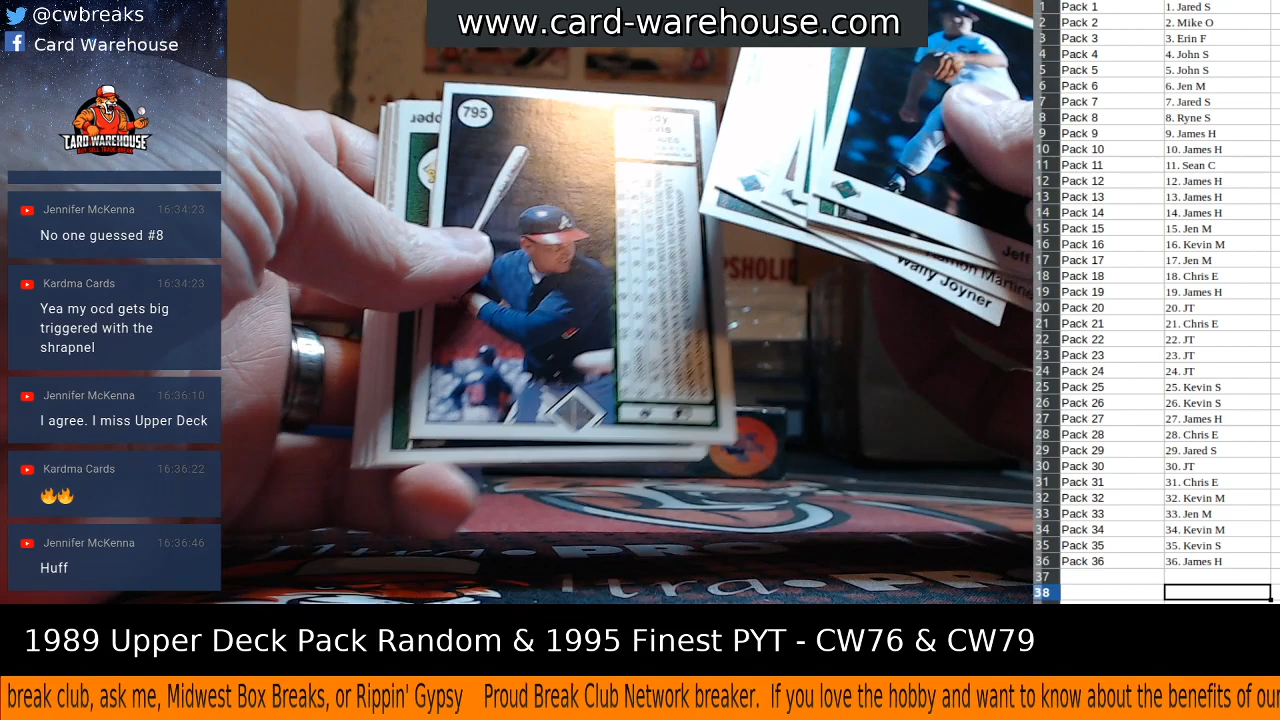 @cwbreaks
Card Warehouse
CARD WAREHOUSE
www.card-warehouse.com
Jennifer McKenna 16:34:23
No one guessed #8
Kardma Cards 16:34:23
Yea my ocd gets big
triggered with the
shrapnel
Jennifer McKenna 16:36:10
I agree. I miss Upper Deck
Kardma Cards 16:36:22
🔥🔥
Jennifer McKenna 16:36:46
Huff
795
Jeff
Ramon Martine
Wally Joyner
PRO
ltra PRO
1 Pack 1 1. Jared S
2 Pack 2 2. Mike O
3 Pack 3 3. Erin F
4 Pack 4 4. John S
5 Pack 5 5. John S
6 Pack 6 6. Jen M
7 Pack 7 7. Jared S
8 Pack 8 8. Ryne S
9 Pack 9 9. James H
10 Pack 10 10. James H
11 Pack 11 11. Sean C
12 Pack 12 12. James H
13 Pack 13 13. James H
14 Pack 14 14. James H
15 Pack 15 15. Jen M
16 Pack 16 16. Kevin M
17 Pack 17 17. Jen M
18 Pack 18 18. Chris E
19 Pack 19 19. James H
20 Pack 20 20. JT
21 Pack 21 21. Chris E
22 Pack 22 22. JT
23 Pack 23 23. JT
24 Pack 24 24. JT
25 Pack 25 25. Kevin S
26 Pack 26 26. Kevin S
27 Pack 27 27. James H
28 Pack 28 28. Chris E
29 Pack 29 29. Jared S
30 Pack 30 30. JT
31 Pack 31 31. Chris E
32 Pack 32 32. Kevin M
33 Pack 33 33. Jen M
34 Pack 34 34. Kevin M
35 Pack 35 35. Kevin S
36 Pack 36 36. James H
37
38
1989 Upper Deck Pack Random & 1995 Finest PYT - CW76 & CW79
break club, ask me, Midwest Box Breaks, or Rippin' Gypsy Proud Break Club Network breaker. If you love the hobby and want to know about the benefits of ou